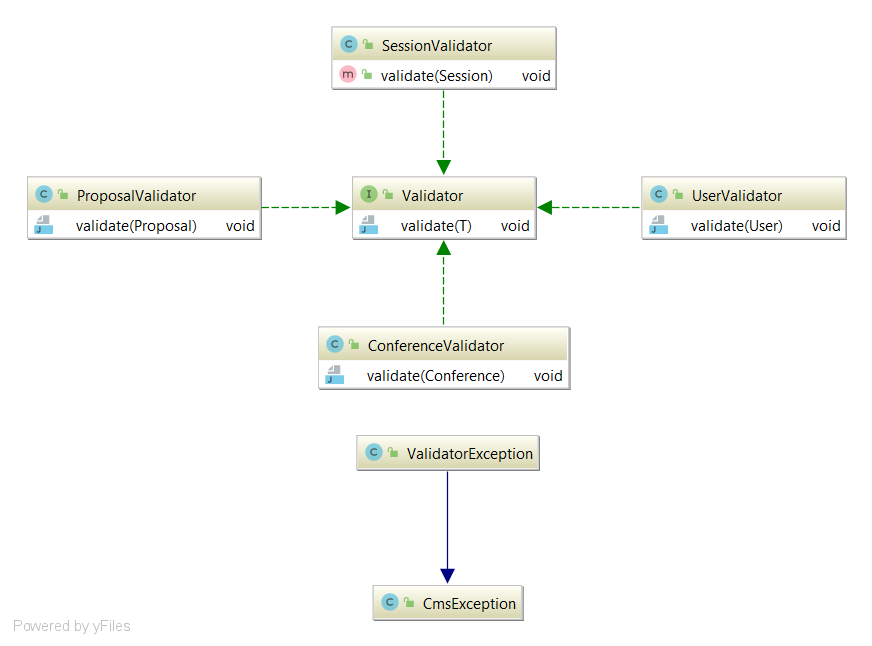 C SessionValidator
m validate(Session) void
C ProposalValidator
J validate(Proposal) void
I Validator
J validate(T) void
C UserValidator
J validate(User) void
C ConferenceValidator
J validate(Conference) void
C ValidatorException
C CmsException
Powered by yFiles